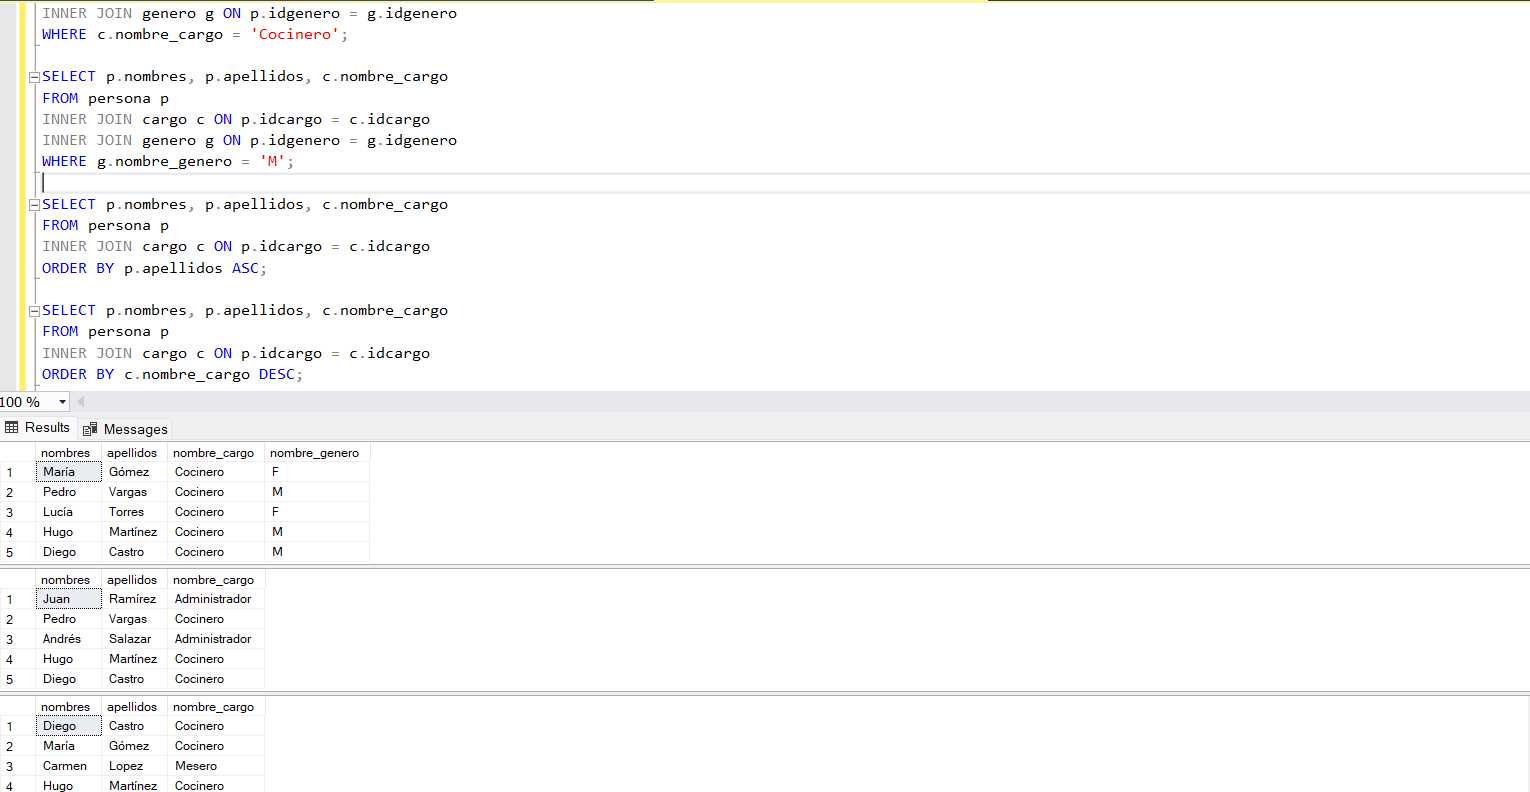 INNER JOIN genero g ON p.idgenero = g.idgenero
WHERE c.nombre_cargo = 'Cocinero';
SELECT p.nombres, p.apellidos, c.nombre_cargo
FROM persona p
INNER JOIN cargo c ON p.idcargo = c.idcargo
INNER JOIN genero g ON p.idgenero = g.idgenero
WHERE g.nombre_genero = 'M';
SELECT p.nombres, p.apellidos, c.nombre_cargo
FROM persona p
INNER JOIN cargo c ON p.idcargo = c.idcargo
ORDER BY p.apellidos ASC;
SELECT p.nombres, p.apellidos, c.nombre_cargo
FROM persona p
INNER JOIN cargo c ON p.idcargo = c.idcargo
ORDER BY c.nombre_cargo DESC;
100 %
Results Messages
nombres apellidos nombre_cargo nombre_genero
1 María Gómez Cocinero F
2 Pedro Vargas Cocinero M
3 Lucía Torres Cocinero F
4 Hugo Martínez Cocinero M
5 Diego Castro Cocinero M
nombres apellidos nombre_cargo
1 Juan Ramírez Administrador
2 Pedro Vargas Cocinero
3 Andrés Salazar Administrador
4 Hugo Martínez Cocinero
5 Diego Castro Cocinero
nombres apellidos nombre_cargo
1 Diego Castro Cocinero
2 María Gómez Cocinero
3 Carmen Lopez Mesero
4 Hugo Martínez Cocinero